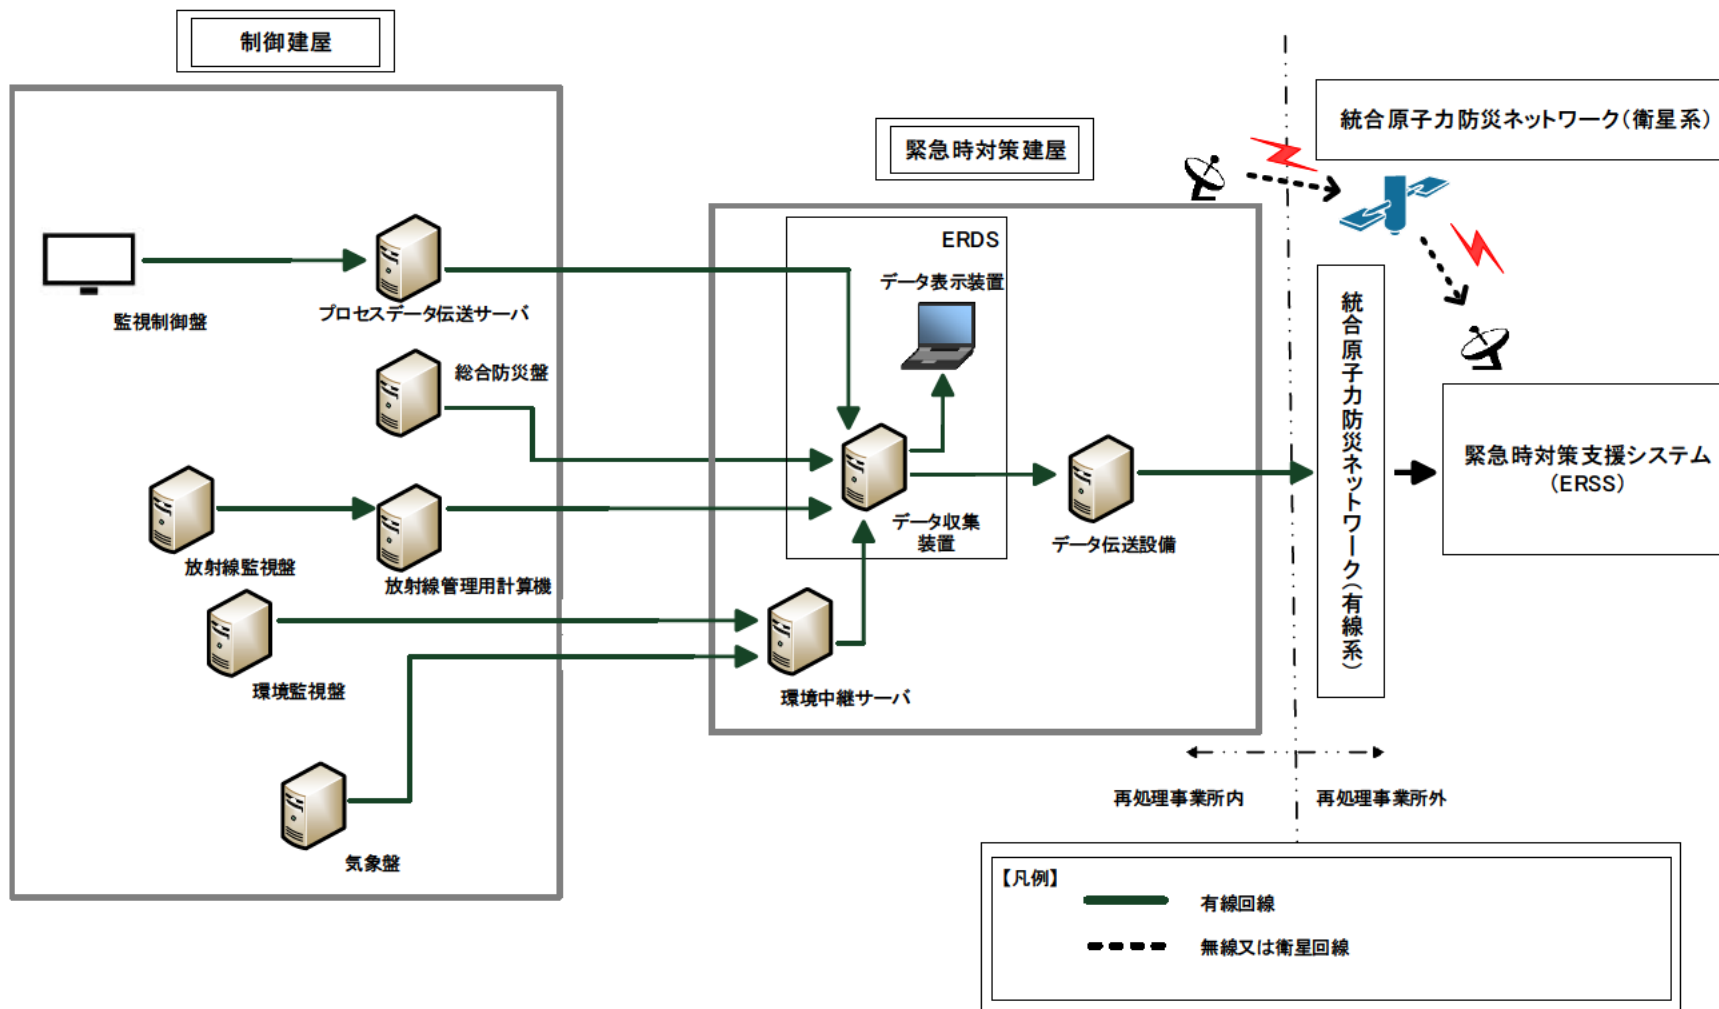 制御建屋
統合原子力防災ネットワーク(衛星系)
緊急時対策建屋
ERDS
データ表示装置
監視制御盤
プロセスデータ伝送サーバ
総合防災盤
統合原子力防災ネットワーク(有線系)
緊急時対策支援システム
(ERSS)
データ収集
装置
データ伝送設備
放射線監視盤
放射線管理用計算機
環境監視盤
環境中継サーバ
再処理事業所内
再処理事業所外
気象盤
【凡例】
有線回線
無線又は衛星回線